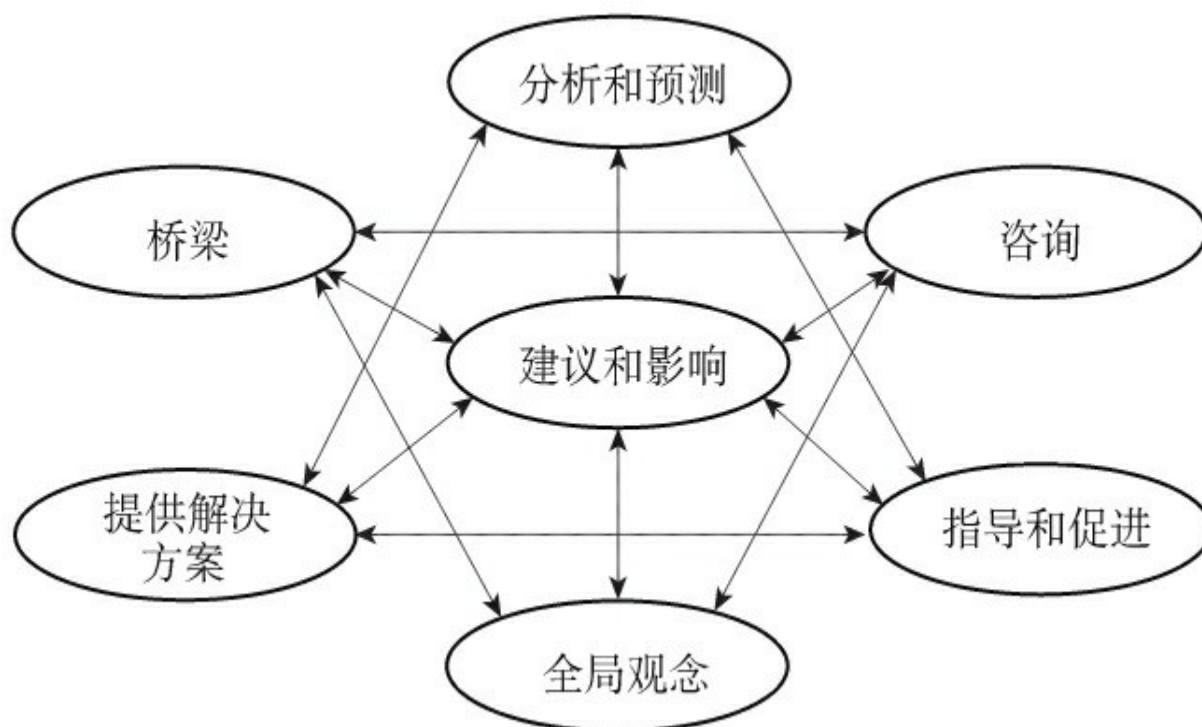 分析和预测
桥梁
咨询
建议和影响
提供解决
方案
指导和促进
全局观念